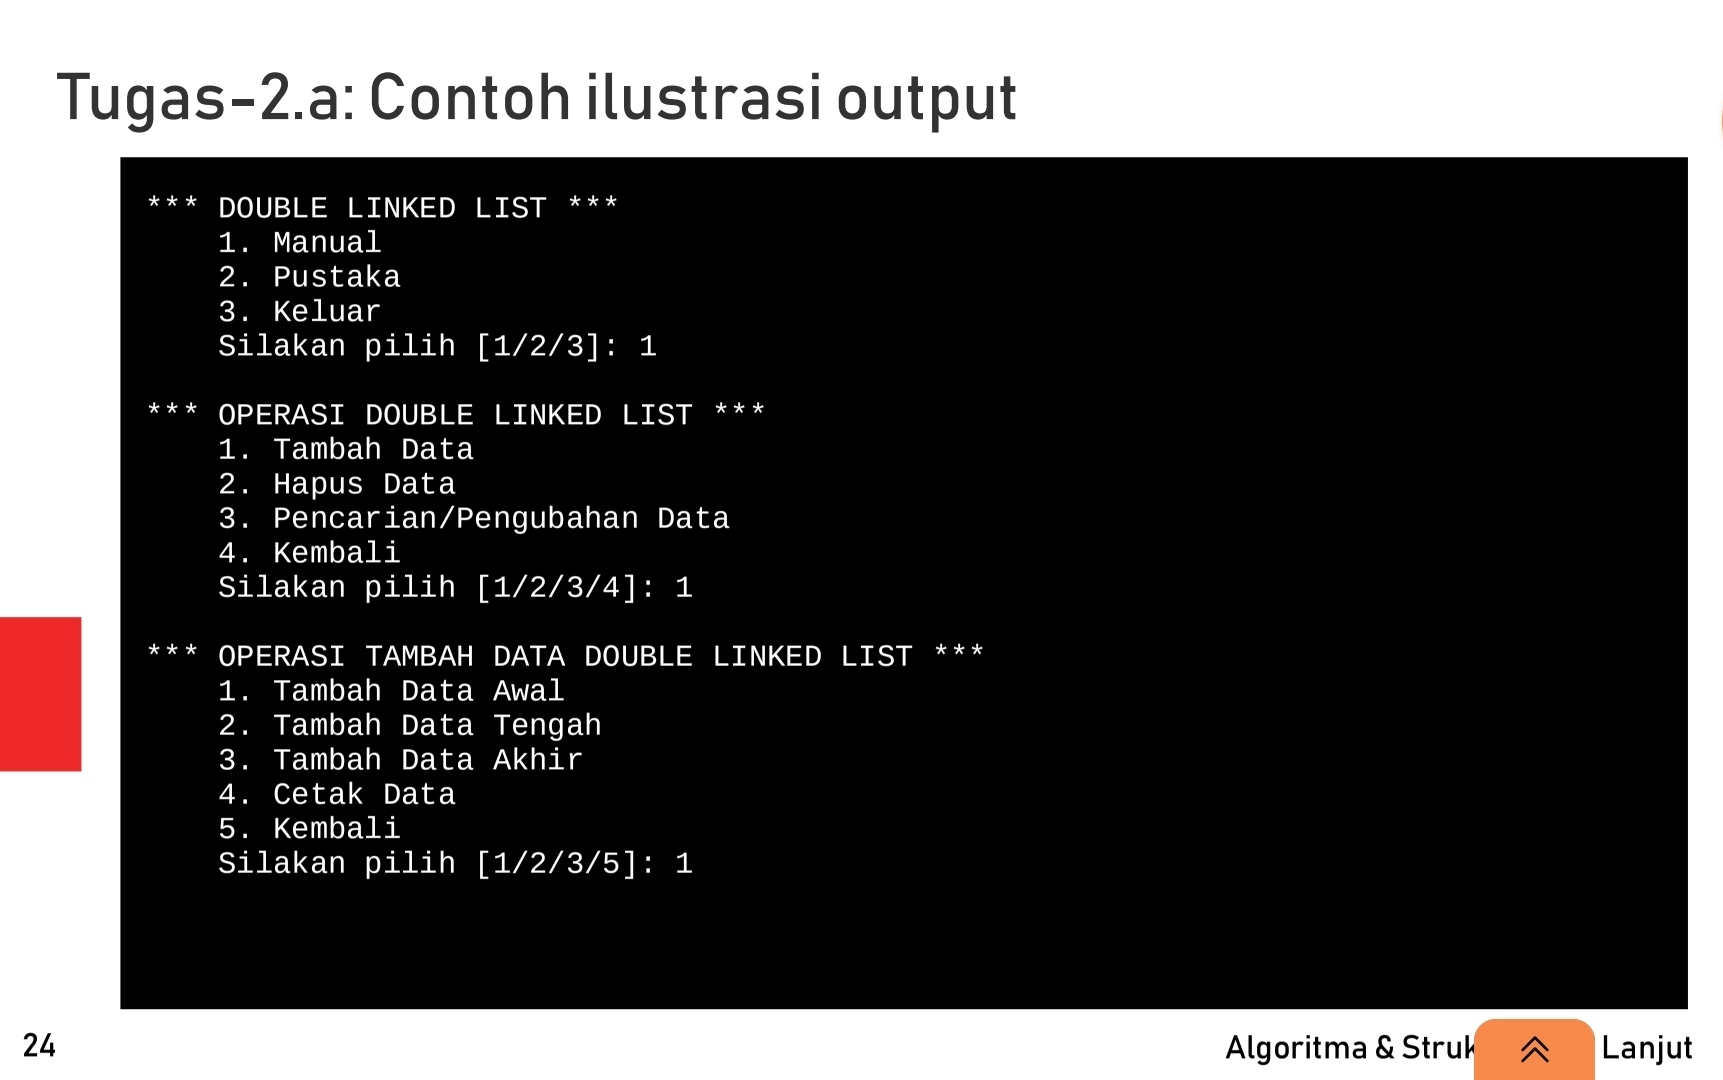 Tugas-2.a: Contoh ilustrasi output
*** DOUBLE LINKED LIST ***
1. Manual
2. Pustaka
3. Keluar
Silakan pilih [1/2/3]: 1
*** OPERASI DOUBLE LINKED LIST ***
1. Tambah Data
2. Hapus Data
3. Pencarian/Pengubahan Data
4. Kembali
Silakan pilih [1/2/3/4]: 1
*** OPERASI TAMBAH DATA DOUBLE LINKED LIST ***
1. Tambah Data Awal
2. Tambah Data Tengah
3. Tambah Data Akhir
4. Cetak Data
5. Kembali
Silakan pilih [1/2/3/5]: 1
24
Algoritma & Lanjut